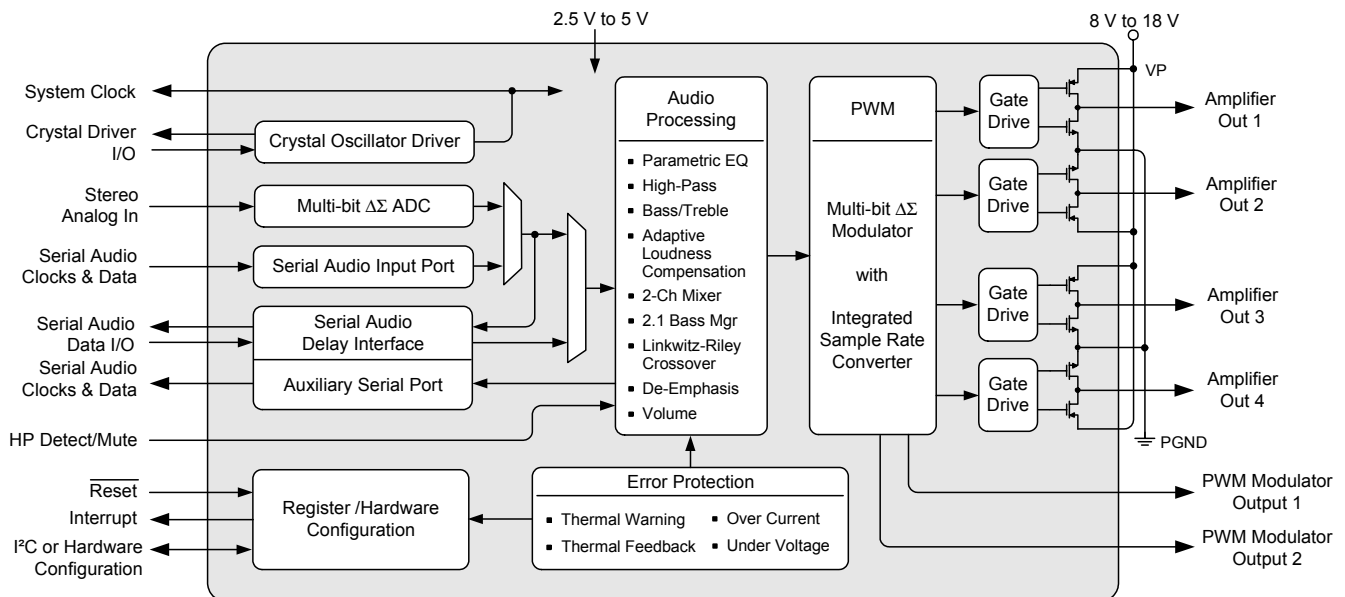 2.5 V to 5 V
8 V to 18 V
VP
System Clock
Crystal Driver
I/O
Stereo
Analog In
Serial Audio
Clocks & Data
Serial Audio
Data I/O
Serial Audio
Clocks & Data
HP Detect/Mute
Reset
Interrupt
I²C or Hardware
Configuration
Crystal Oscillator Driver
Multi-bit ΔΣ ADC
Serial Audio Input Port
Serial Audio
Delay Interface
Auxiliary Serial Port
Register /Hardware
Configuration
Audio
Processing
▪ Parametric EQ
▪ High-Pass
▪ Bass/Treble
▪ Adaptive
Loudness
Compensation
▪ 2-Ch Mixer
▪ 2.1 Bass Mgr
▪ Linkwitz-Riley
Crossover
▪ De-Emphasis
▪ Volume
Error Protection
▪ Thermal Warning
▪ Over Current
▪ Thermal Feedback
▪ Under Voltage
PWM
Multi-bit ΔΣ
Modulator
with
Integrated
Sample Rate
Converter
Gate
Drive
Gate
Drive
Gate
Drive
Gate
Drive
PGND
Amplifier
Out 1
Amplifier
Out 2
Amplifier
Out 3
Amplifier
Out 4
PWM Modulator
Output 1
PWM Modulator
Output 2